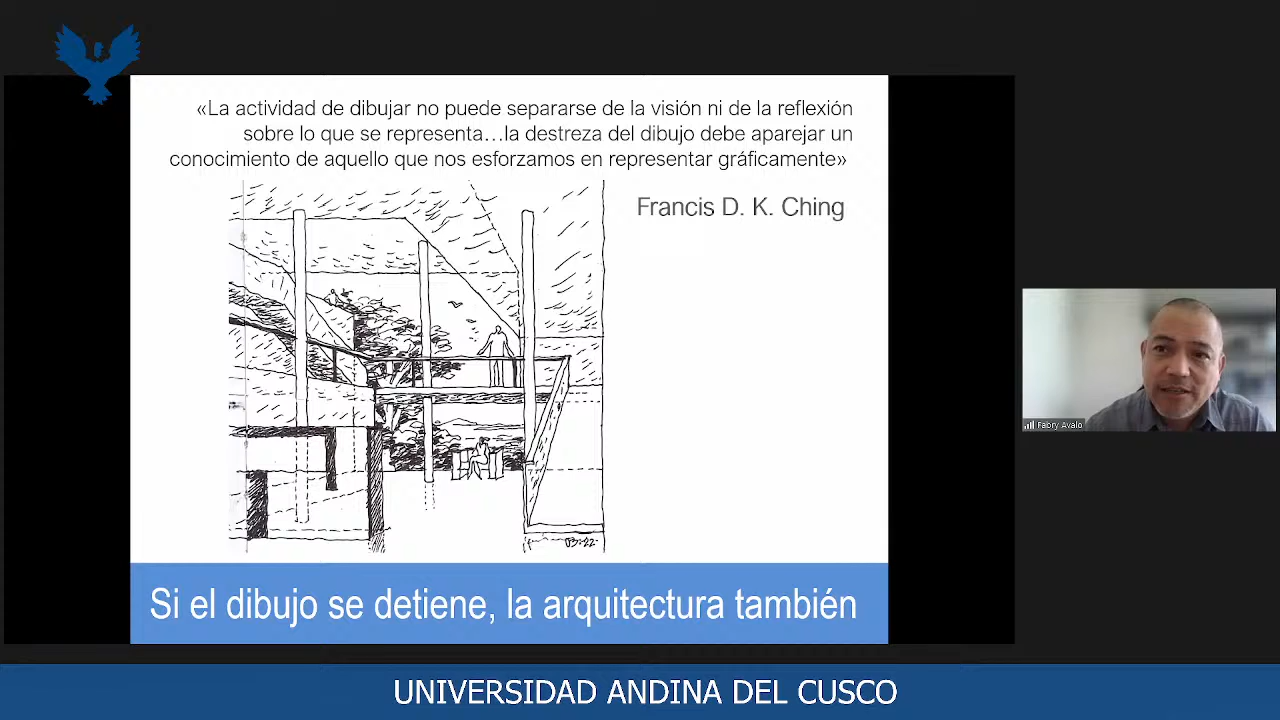 «La actividad de dibujar no puede separarse de la visión ni de la reflexión
sobre lo que se representa...la destreza del dibujo debe aparejar un
conocimiento de aquello que nos esforzamos en representar gráficamente»
Francis D. K. Ching
Fabry Avalo
Si el dibujo se detiene, la arquitectura también
UNIVERSIDAD ANDINA DEL CUSCO